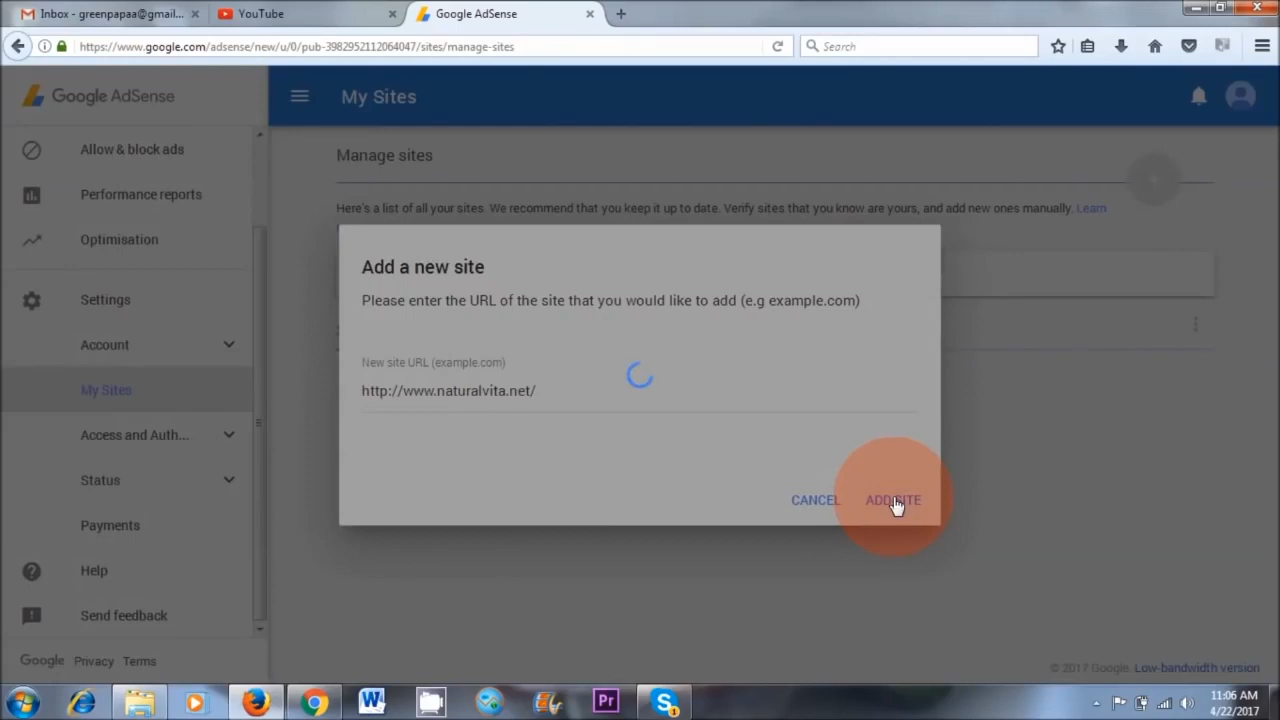 Inbox - greenpapaa@gmail...
YouTube
Google AdSense
https://www.google.com/adsense/new/u/0/pub-3982952112064047/sites/manage-sites
Search
Google AdSense
My Sites
Allow & block ads
Performance reports
Optimisation
Settings
Account
My Sites
Access and Auth...
Status
Payments
Help
Send feedback
Google Privacy Terms
Manage sites
Here's a list of all your sites. We recommend that you keep it up to date. Verify sites that you know are yours, and add new ones manually. Learn
Add a new site
Please enter the URL of the site that you would like to add (e.g example.com)
New site URL (example.com)
http://www.naturalvita.net/
CANCEL
ADD SITE
© 2017 Google. Low-bandwidth version
W
Pr
S
1
11:06 AM
4/22/2017